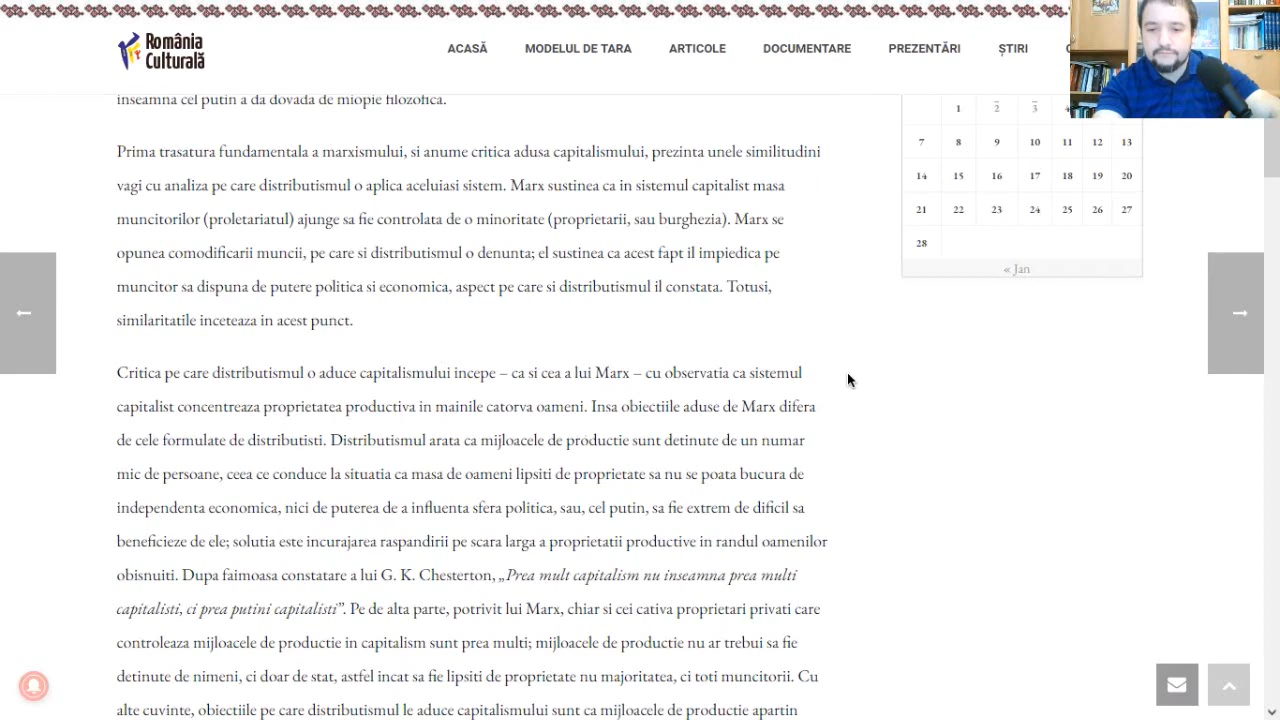 România
Culturală
ACASĂ MODELUL DE TARA ARTICOLE DOCUMENTARE PREZENTĂRI ȘTIRI
inseamna cel putin a da dovada de miopie filozofica.
Prima trasatura fundamentala a marxismului, si anume critica adusa capitalismului, prezinta unele similitudini
vagi cu analiza pe care distributismul o aplica aceluiasi sistem. Marx sustinea ca in sistemul capitalist masa
muncitorilor (proletariatul) ajunge sa fie controlata de o minoritate (proprietarii, sau burghezia). Marx se
opunea comodificarii muncii, pe care si distributismul o denunta; el sustinea ca acest fapt il impiedica pe
muncitor sa dispuna de putere politica si economica, aspect pe care si distributismul il constata. Totusi,
similaritatile inceteaza in acest punct.
Critica pe care distributismul o aduce capitalismului incepe – ca si cea a lui Marx – cu observatia ca sistemul
capitalist concentreaza proprietatea productiva in mainile catorva oameni. Insa obiectiile aduse de Marx difera
de cele formulate de distributisti. Distributismul arata ca mijloacele de productie sunt detinute de un numar
mic de persoane, ceea ce conduce la situatia ca masa de oameni lipsiti de proprietate sa nu se poata bucura de
independenta economica, nici de puterea de a influenta sfera politica, sau, cel putin, sa fie extrem de dificil sa
beneficieze de ele; solutia este incurajarea raspandirii pe scara larga a proprietatii productive in randul oamenilor
obisnuiti. Dupa faimoasa constatare a lui G. K. Chesterton, „Prea mult capitalism nu inseamna prea multi
capitalisti, ci prea putini capitalisti”. Pe de alta parte, potrivit lui Marx, chiar si cei cativa proprietari privati care
controleaza mijloacele de productie in capitalism sunt prea multi; mijloacele de productie nu ar trebui sa fie
detinute de nimeni, ci doar de stat, astfel incat sa fie lipsiti de proprietate nu majoritatea, ci toti muncitorii. Cu
alte cuvinte, obiectiile pe care distributismul le aduce capitalismului sunt ca mijloacele de productie apartin
1 2 3
7 8 9 10 11 12 13
14 15 16 17 18 19 20
21 22 23 24 25 26 27
28
« Jan